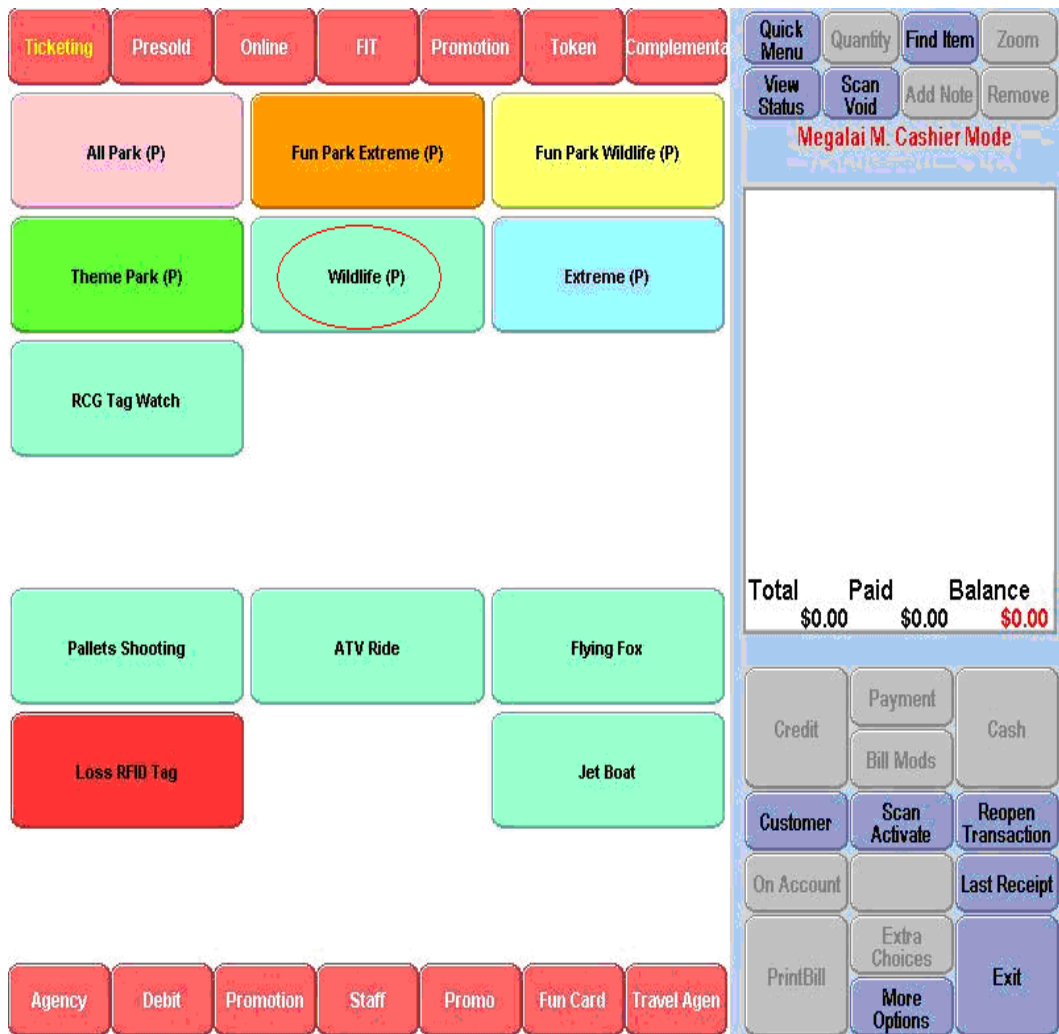 Ticketing
Presold
Online
FIT
Promotion
Token
Complementa
All Park (P)
Fun Park Extreme (P)
Fun Park Wildlife (P)
Theme Park (P)
Wildlife (P)
Extreme (P)
RCG Tag Watch
Pallets Shooting
ATV Ride
Flying Fox
Loss RFID Tag
Jet Boat
Agency
Debit
Promotion
Staff
Promo
Fun Card
Travel Agen
Quick
Menu
Quantity
Find Item
Zoom
View
Status
Scan
Void
Add Note
Remove
Megalai M. Cashier Mode
Total Paid Balance
$0.00 $0.00 $0.00
Credit
Payment
Bill Mods
Cash
Customer
Scan
Activate
Reopen
Transaction
On Account
Last Receipt
PrintBill
Extra
Choices
More
Options
Exit